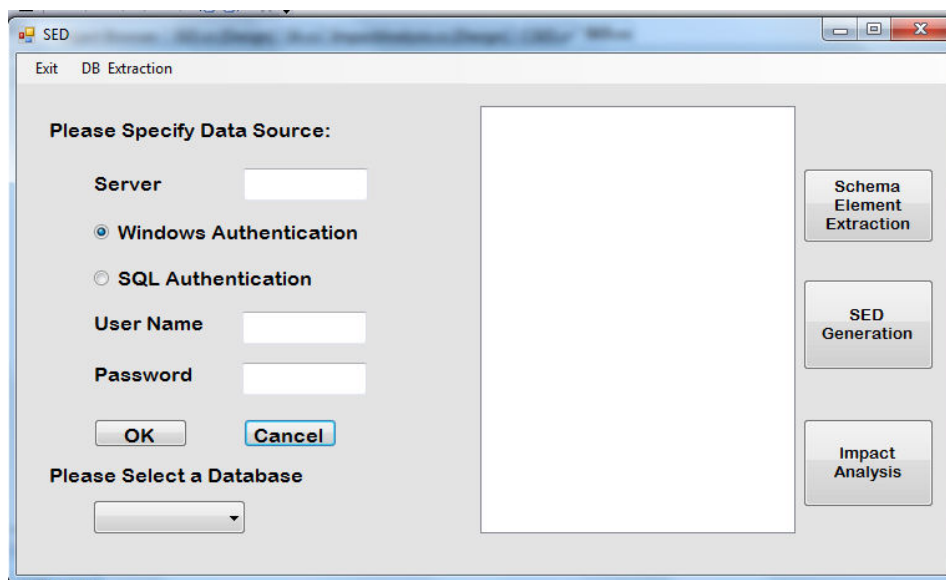 SED
Exit DB Extraction
Please Specify Data Source:
Server
Windows Authentication
SQL Authentication
User Name
Password
OK Cancel
Please Select a Database
Schema
Element
Extraction
SED
Generation
Impact
Analysis